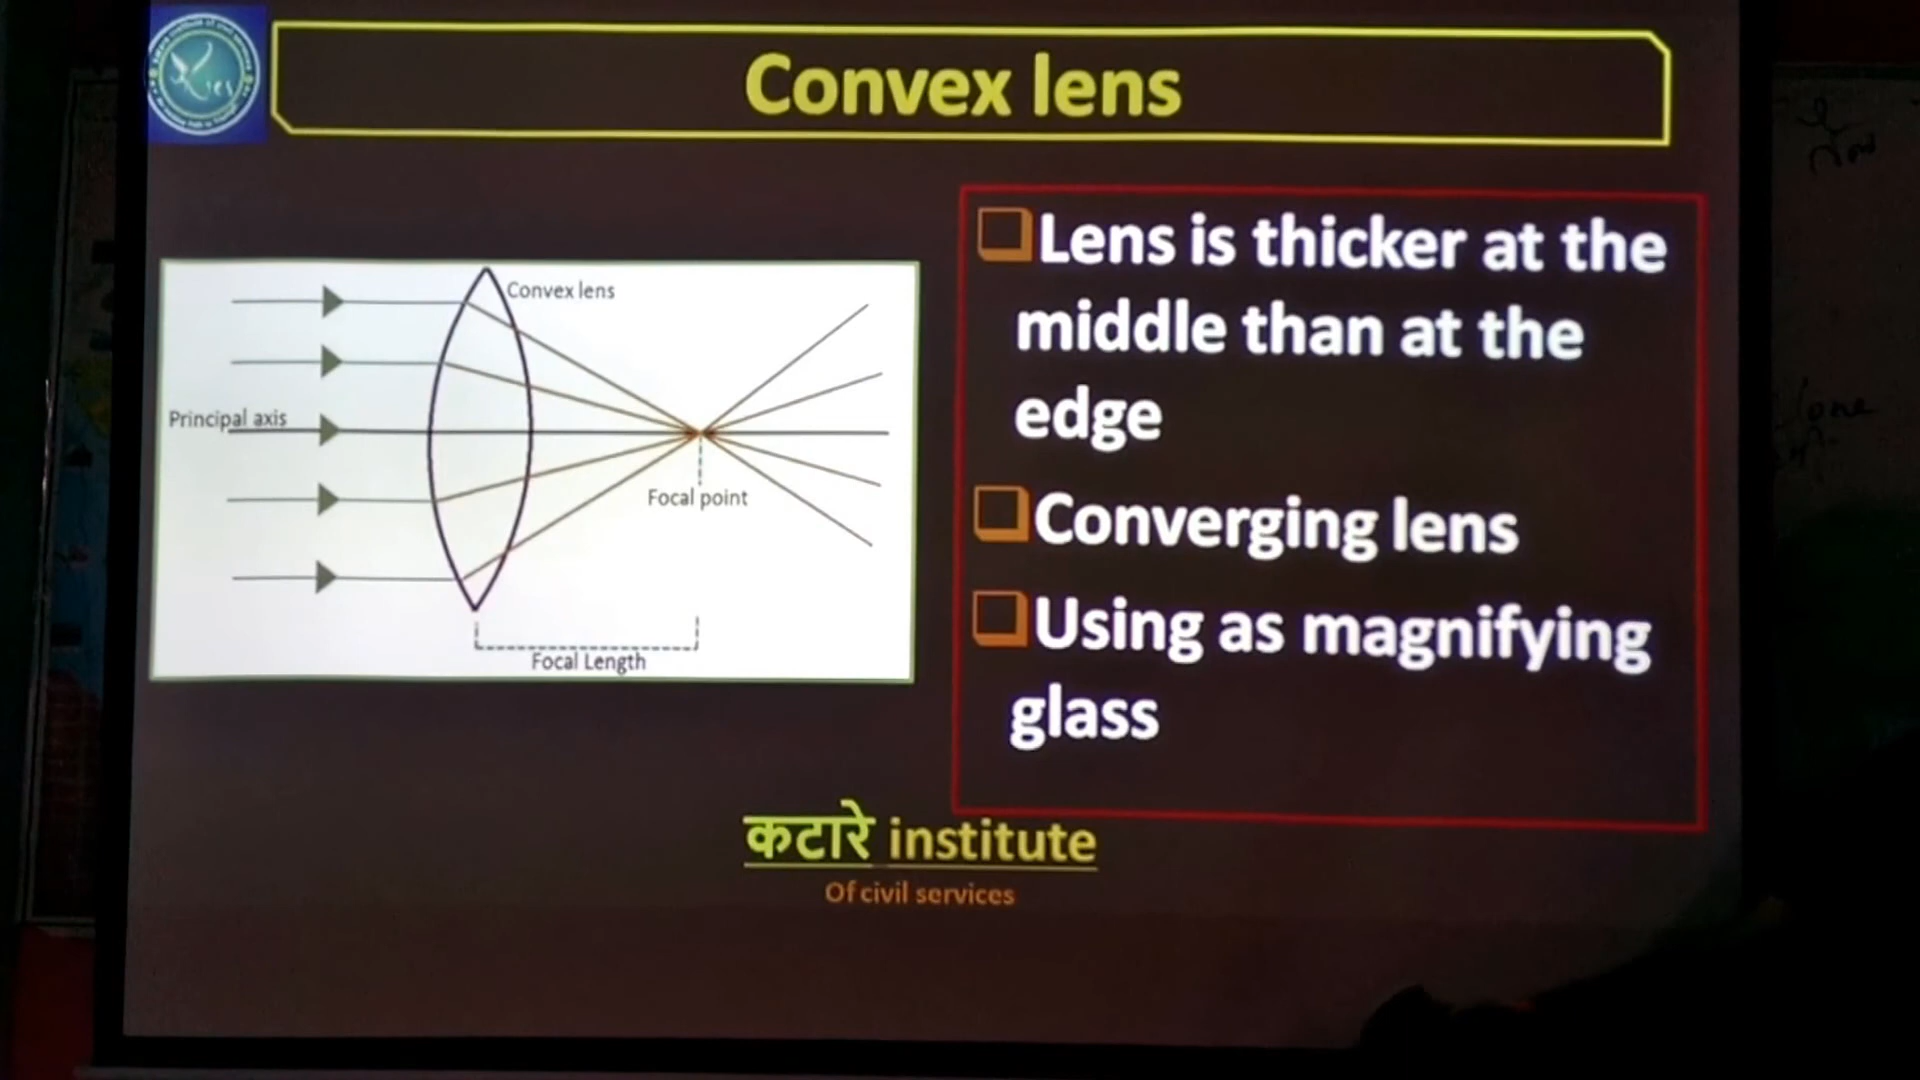 Convex lens
Convex lens
Principal axis
Focal point
Focal Length
Lens is thicker at the
middle than at the
edge
Converging lens
Using as magnifying
glass
कटारे institute
Of civil services